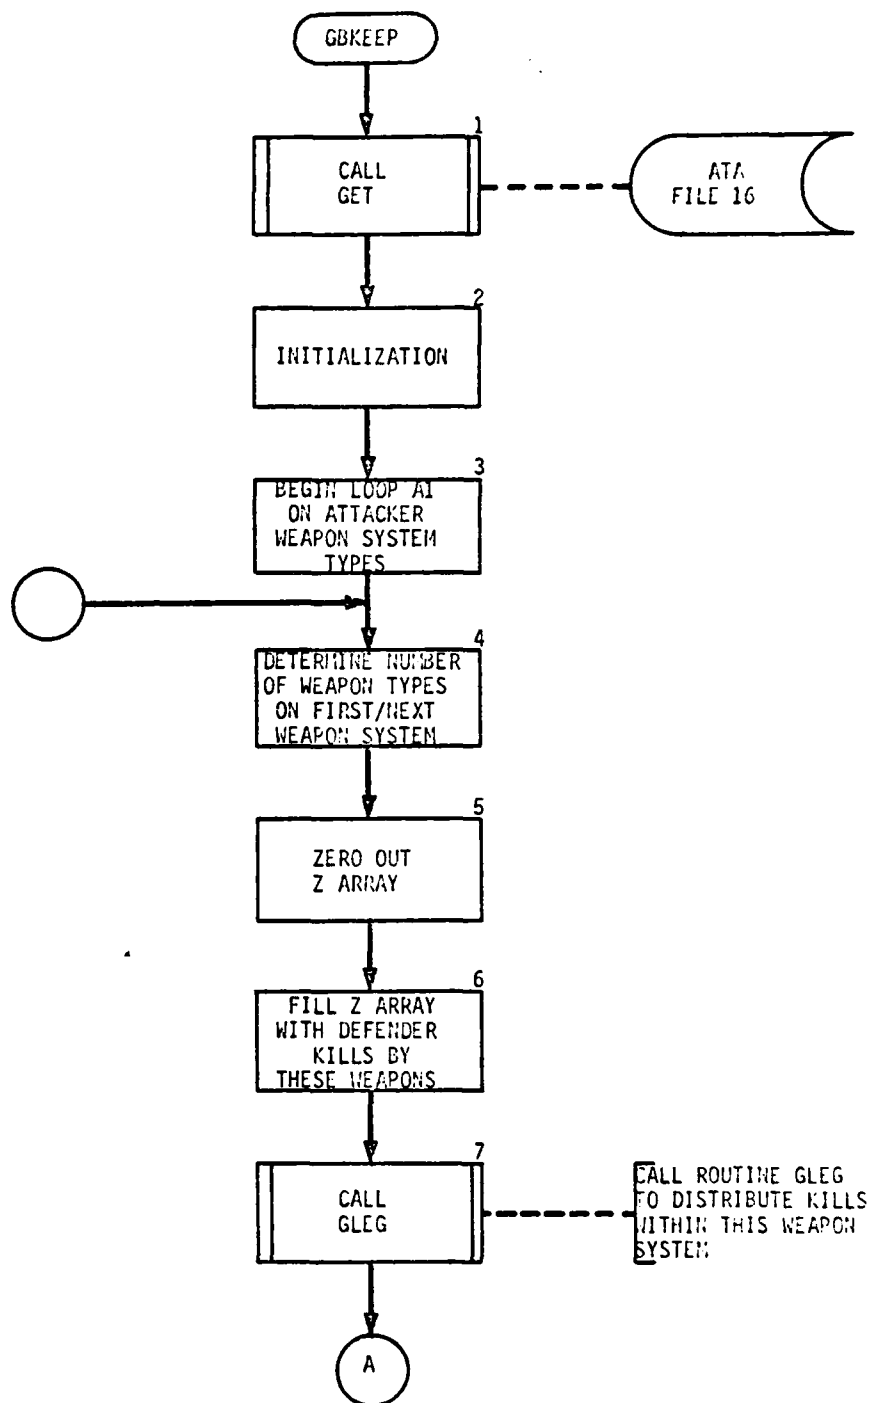 GBKEEP
1
CALL
GET
ATA
FILE 16
2
INITIALIZATION
3
BEGIN LOOP A1
ON ATTACKER
WEAPON SYSTEM
TYPES
4
DETERMINE NUMBER
OF WEAPON TYPES
ON FIRST/NEXT
WEAPON SYSTEM
5
ZERO OUT
Z ARRAY
6
FILL Z ARRAY
WITH DEFENDER
KILLS BY
THESE WEAPONS
7
CALL
GLEG
CALL ROUTINE GLEG
TO DISTRIBUTE KILLS
WITHIN THIS WEAPON
SYSTEM
A